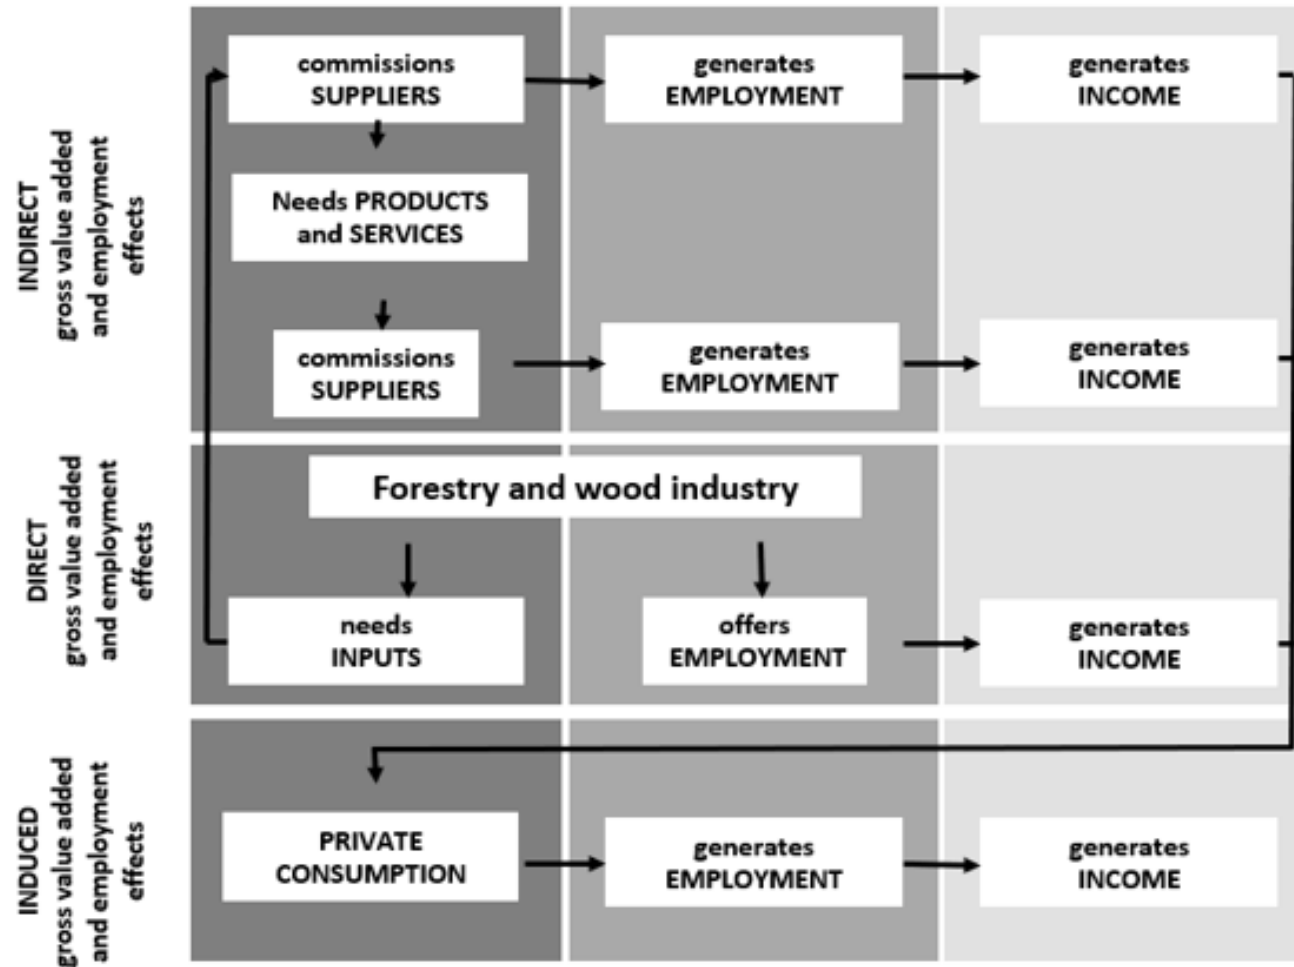 INDIRECT
gross value added
and employment
effects
commissions
SUPPLIERS
generates
EMPLOYMENT
generates
INCOME
Needs PRODUCTS
and SERVICES
commissions
SUPPLIERS
generates
EMPLOYMENT
generates
INCOME
DIRECT
gross value added
and employment
effects
Forestry and wood industry
needs
INPUTS
offers
EMPLOYMENT
generates
INCOME
INDUCED
gross value added
and employment
effects
PRIVATE
CONSUMPTION
generates
EMPLOYMENT
generates
INCOME